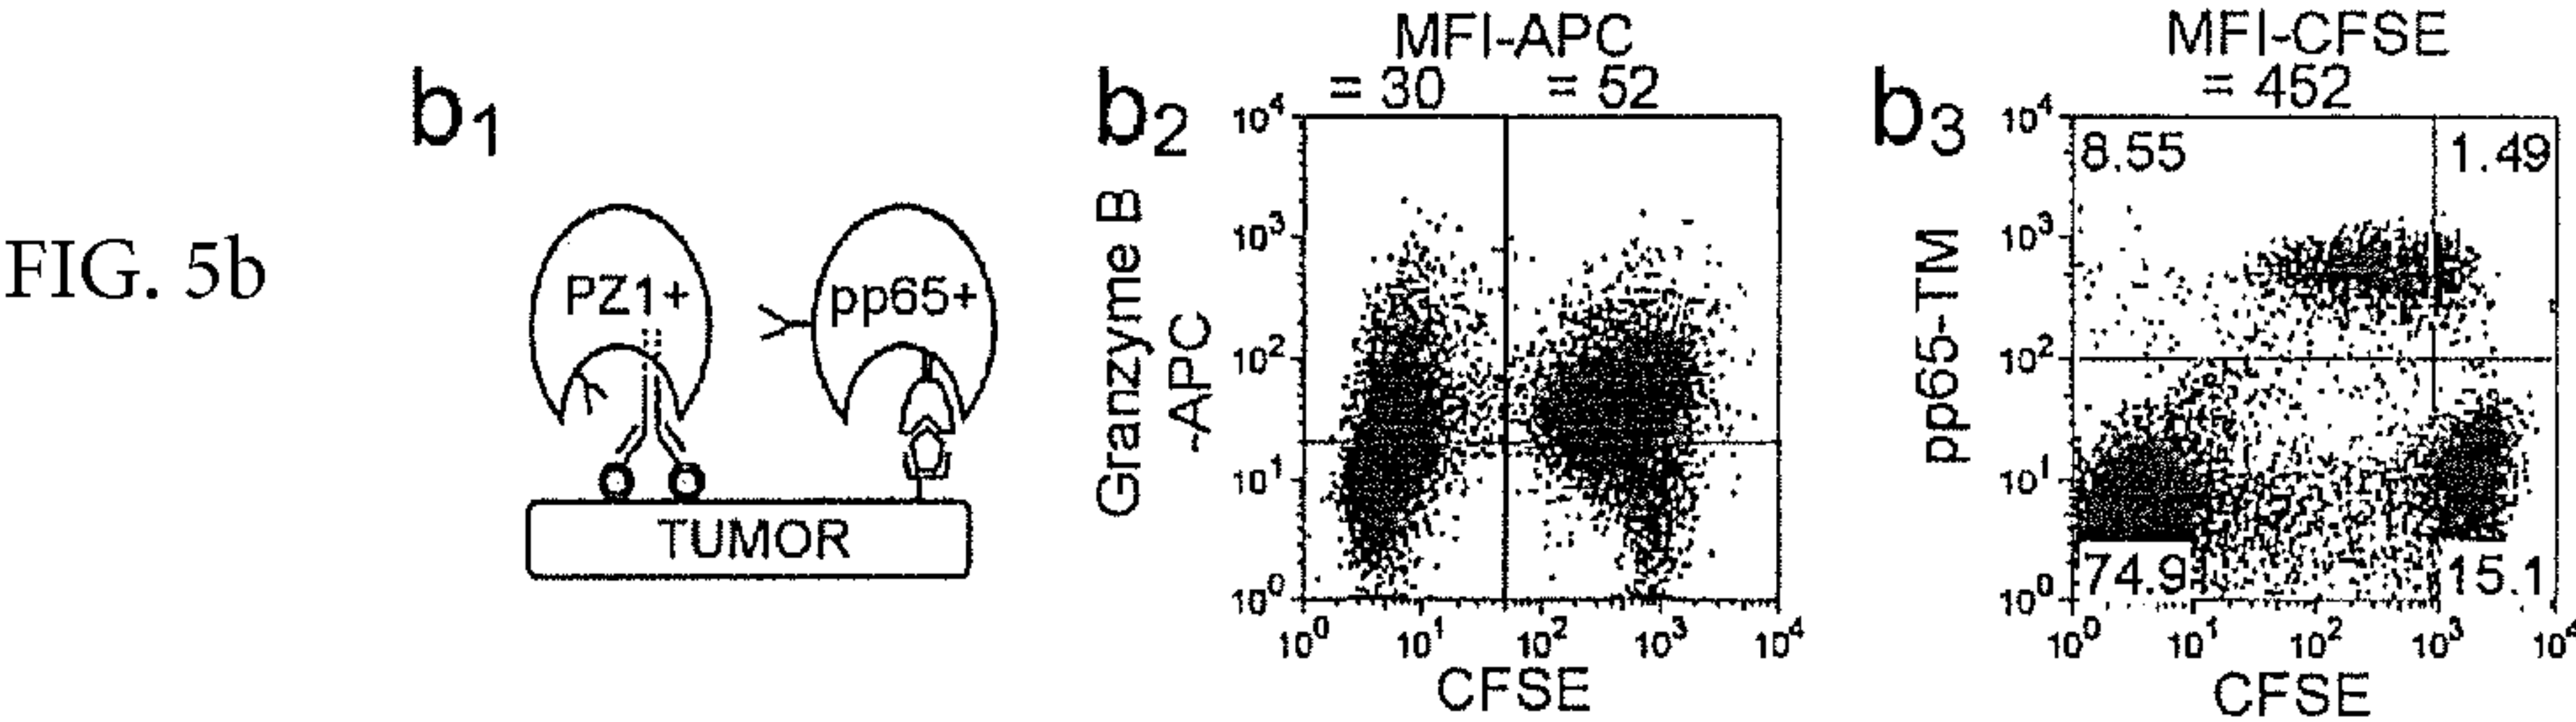 FIG. 5b
b1
PZ1+
pp65+
TUMOR
b2
MFI-APC
= 30 = 52
Granzyme B
-APC
10^4
10^3
10^2
10^1
10^0
10^0 10^1 10^2 10^3 10^4
CFSE
b3
MFI-CFSE
= 452
pp65-TM
10^4
10^3
10^2
10^1
10^0
8.55 1.49
74.9 15.1
10^0 10^1 10^2 10^3 10^4
CFSE